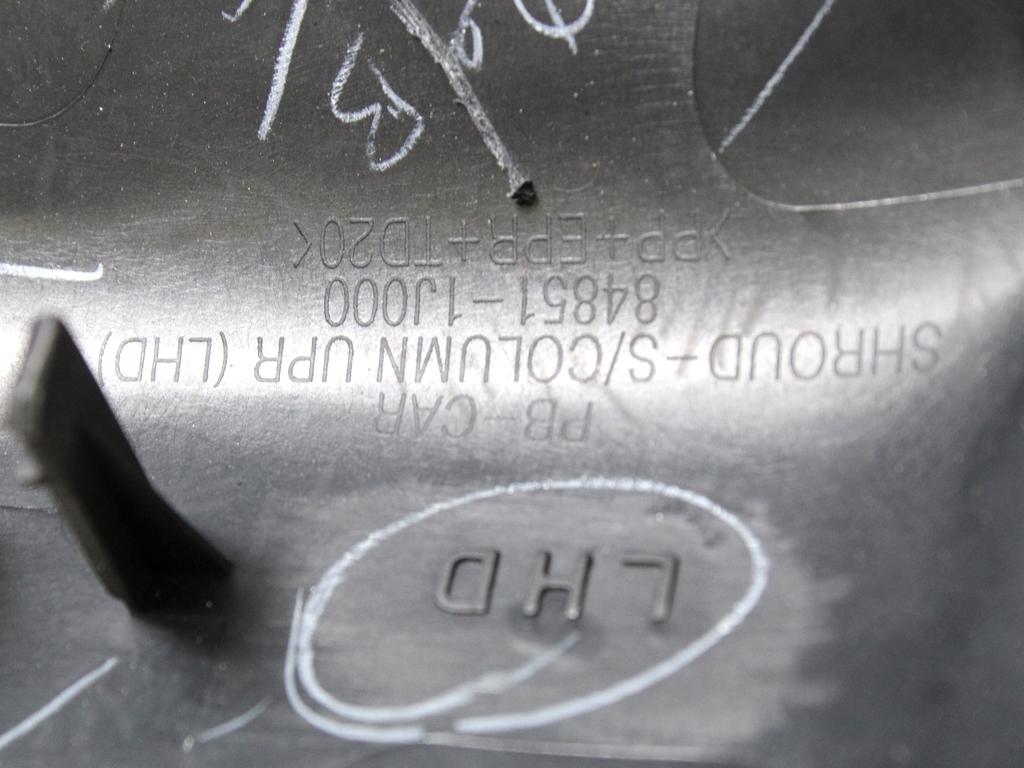 LHD
PB-CAR
SHROUD-S/COLUMN UPR (LHD)
84851-1J000
>PP+EPR+TD20<